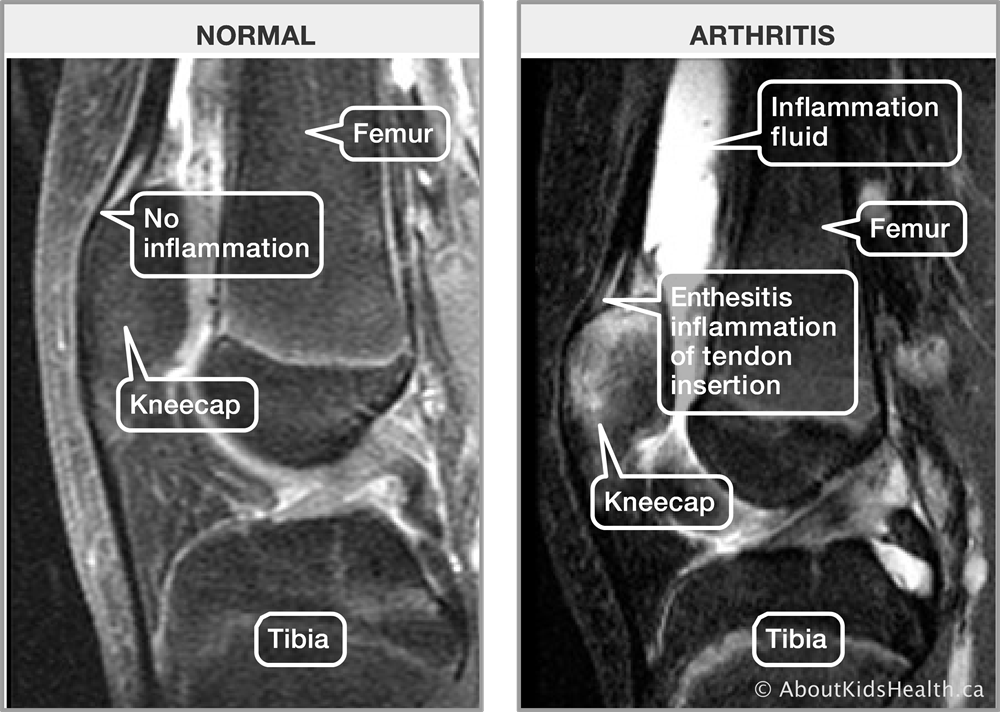 NORMAL
Femur
No
inflammation
Kneecap
Tibia
ARTHRITIS
Inflammation
fluid
Femur
Enthesitis
inflammation
of tendon
insertion
Kneecap
Tibia
© AboutKidsHealth.ca